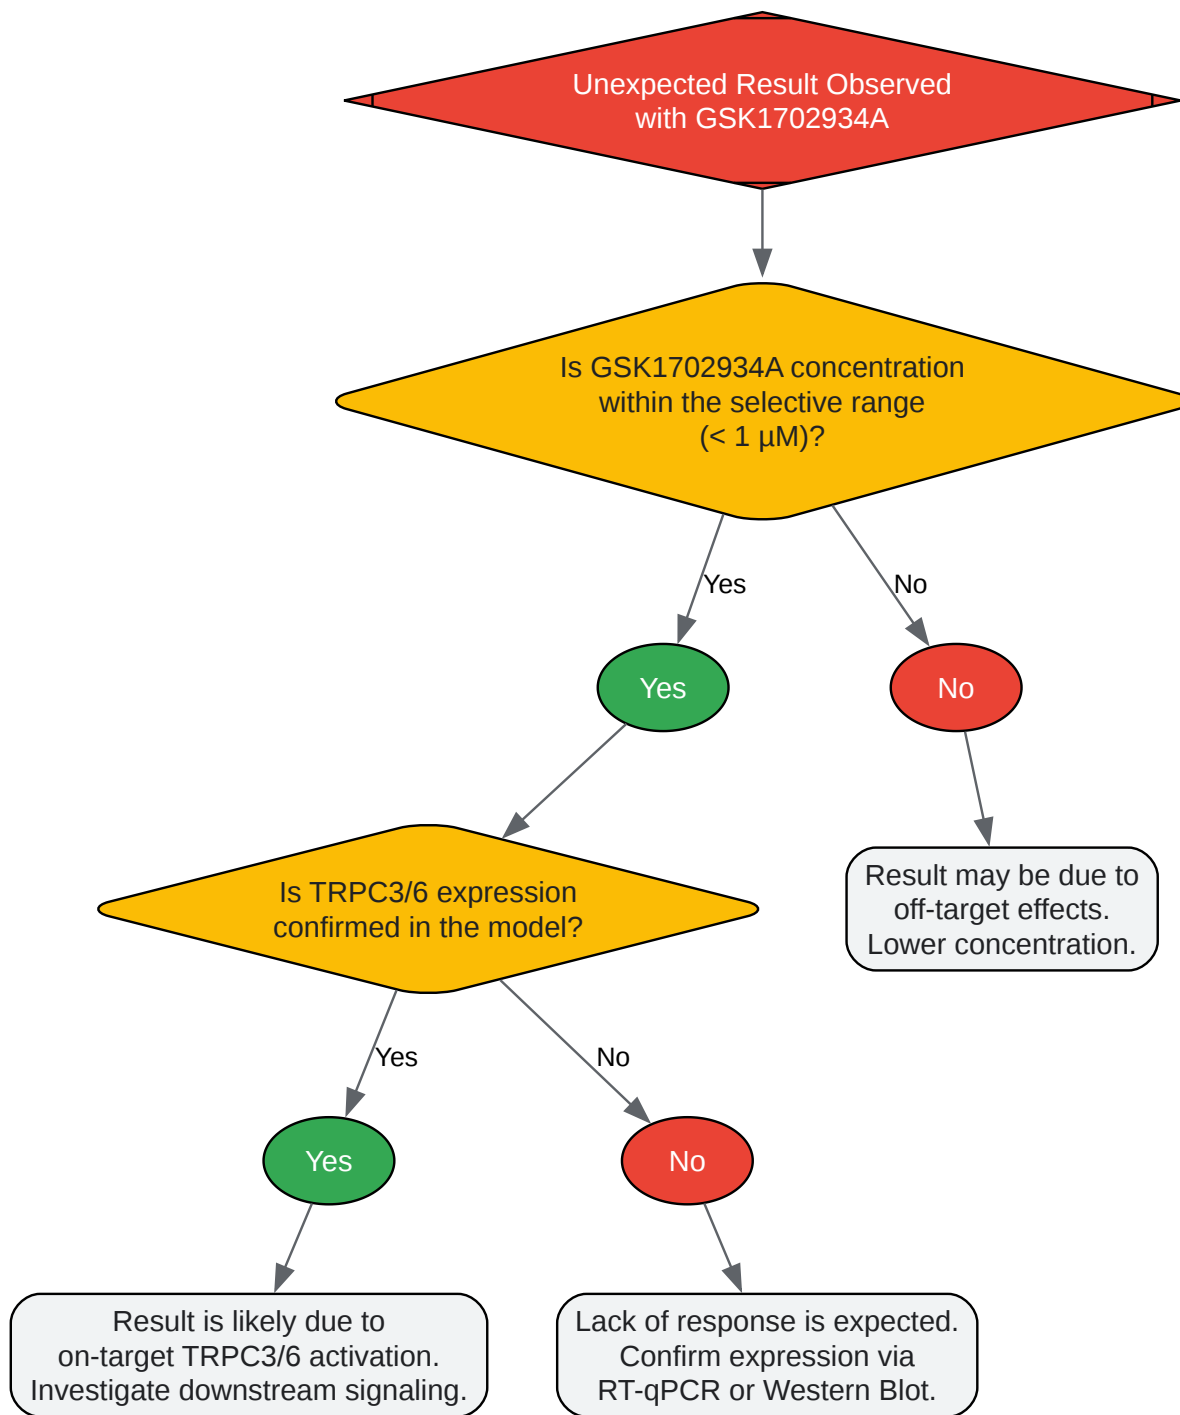 Unexpected Result Observed
with GSK1702934A
Is GSK1702934A concentration
within the selective range
(< 1 µM)?
Yes
No
Yes
No
Is TRPC3/6 expression
confirmed in the model?
Result may be due to
off-target effects.
Lower concentration.
Yes
No
Yes
No
Result is likely due to
on-target TRPC3/6 activation.
Investigate downstream signaling.
Lack of response is expected.
Confirm expression via
RT-qPCR or Western Blot.